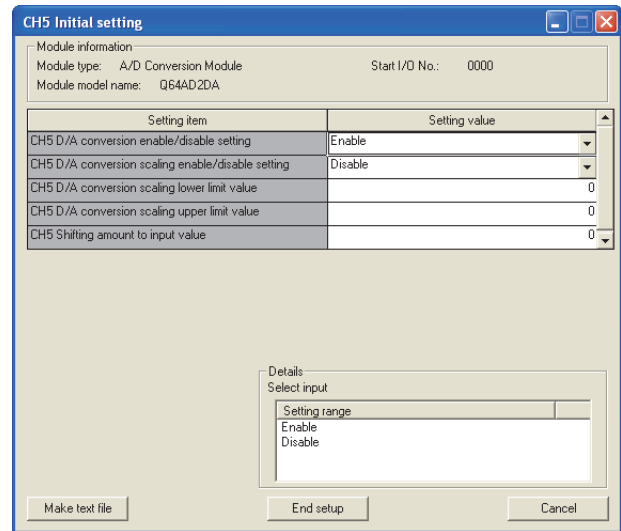 CH5 Initial setting
Module information
Module type: A/D Conversion Module Start I/O No.: 0000
Module model name: Q64AD2DA
Setting item Setting value
CH5 D/A conversion enable/disable setting Enable
CH5 D/A conversion scaling enable/disable setting Disable
CH5 D/A conversion scaling lower limit value 0
CH5 D/A conversion scaling upper limit value 0
CH5 Shifting amount to input value 0
Details
Select input
Setting range
Enable
Disable
Make text file End setup Cancel